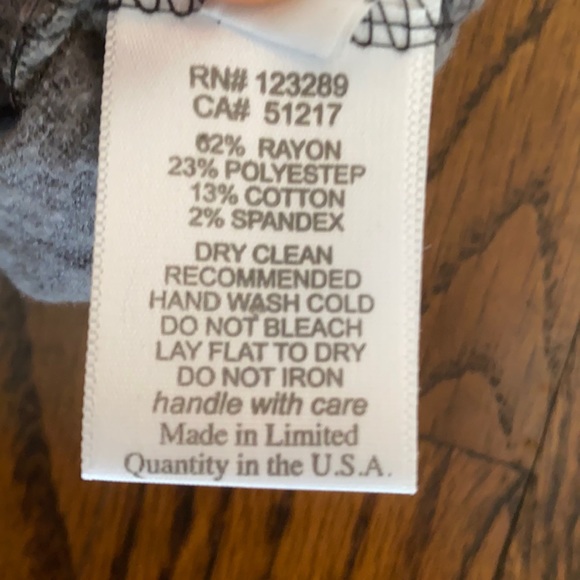 RN# 123289
CA# 51217
62% RAYON
23% POLYESTEP
13% COTTON
2% SPANDEX
DRY CLEAN
RECOMMENDED
HAND WASH COLD
DO NOT BLEACH
LAY FLAT TO DRY
DO NOT IRON
handle with care
Made in Limited
Quantity in the U.S.A.